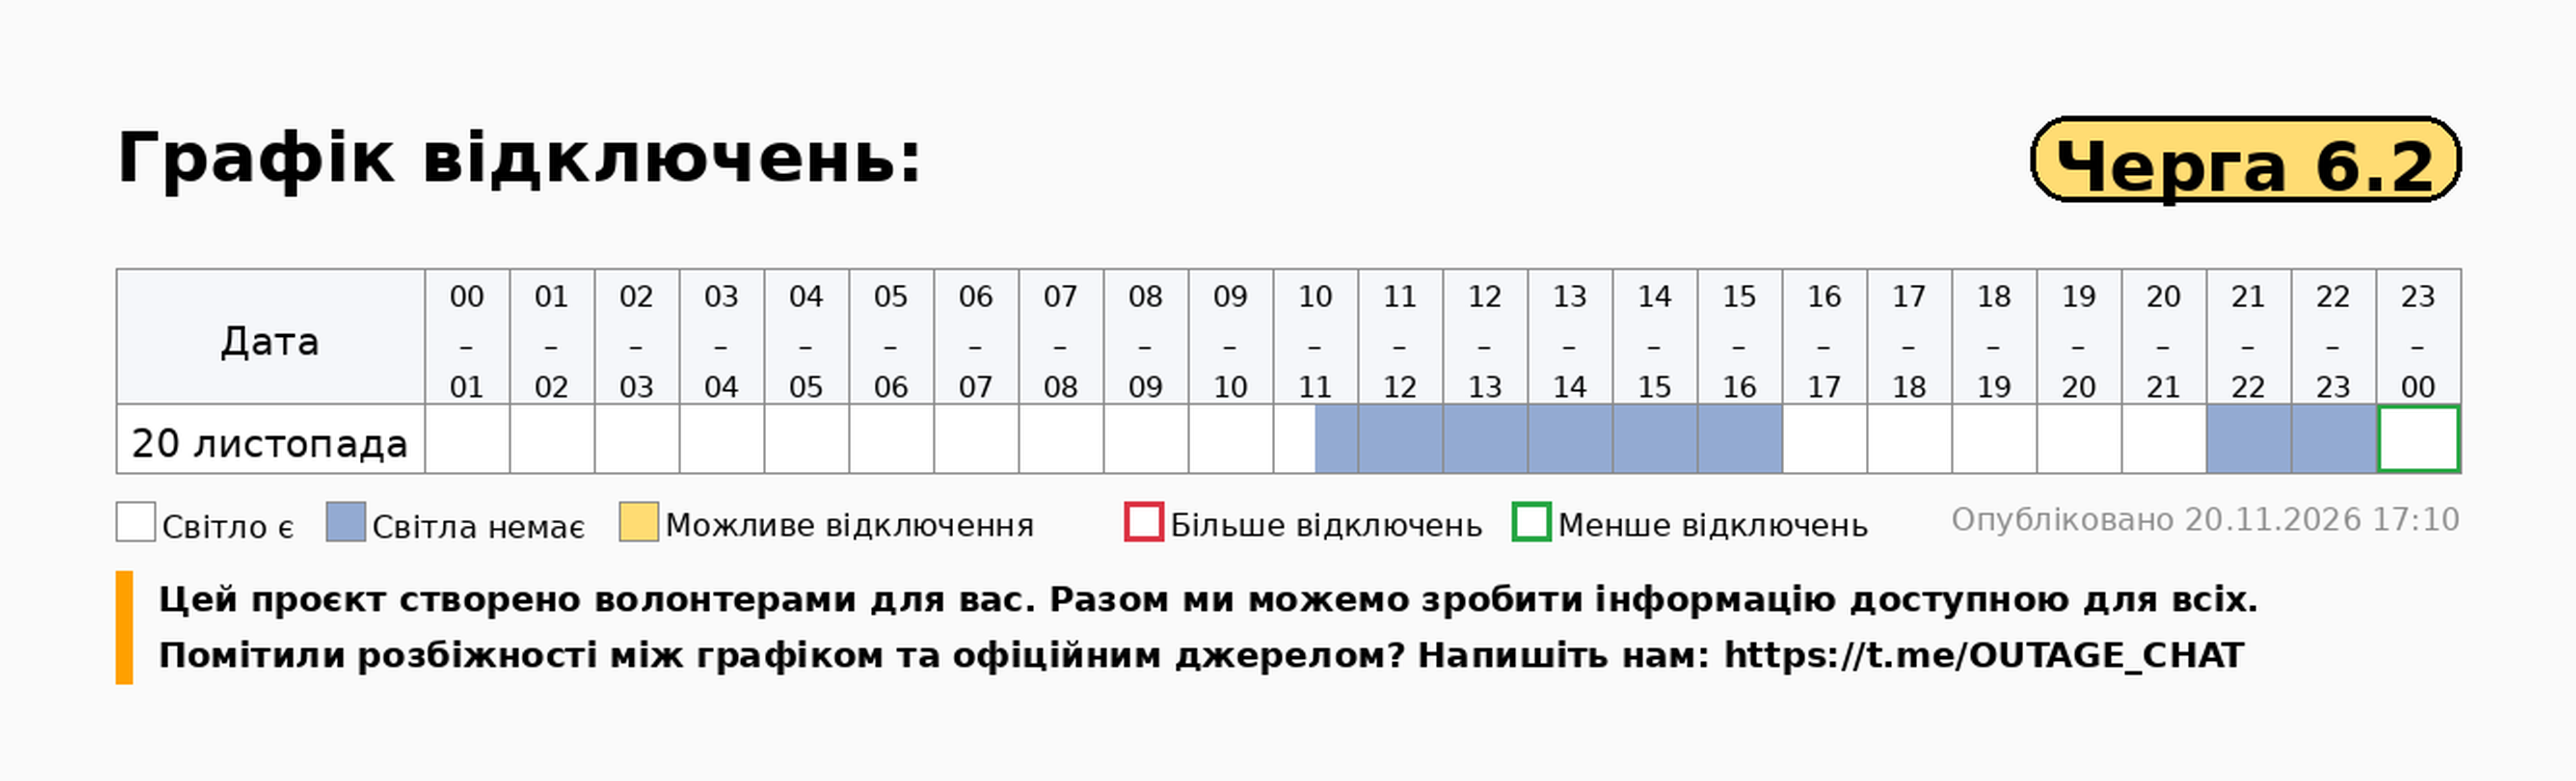 Графік відключень:
Черга 6.2
Дата
00 – 01
01 – 02
02 – 03
03 – 04
04 – 05
05 – 06
06 – 07
07 – 08
08 – 09
09 – 10
10 – 11
11 – 12
12 – 13
13 – 14
14 – 15
15 – 16
16 – 17
17 – 18
18 – 19
19 – 20
20 – 21
21 – 22
22 – 23
23 – 00
20 листопада
Світло є
Світла немає
Можливе відключення
Більше відключень
Менше відключень
Опубліковано 20.11.2026 17:10
Цей проєкт створено волонтерами для вас. Разом ми можемо зробити інформацію доступною для всіх.
Помітили розбіжності між графіком та офіційним джерелом? Напишіть нам: https://t.me/OUTAGE_CHAT